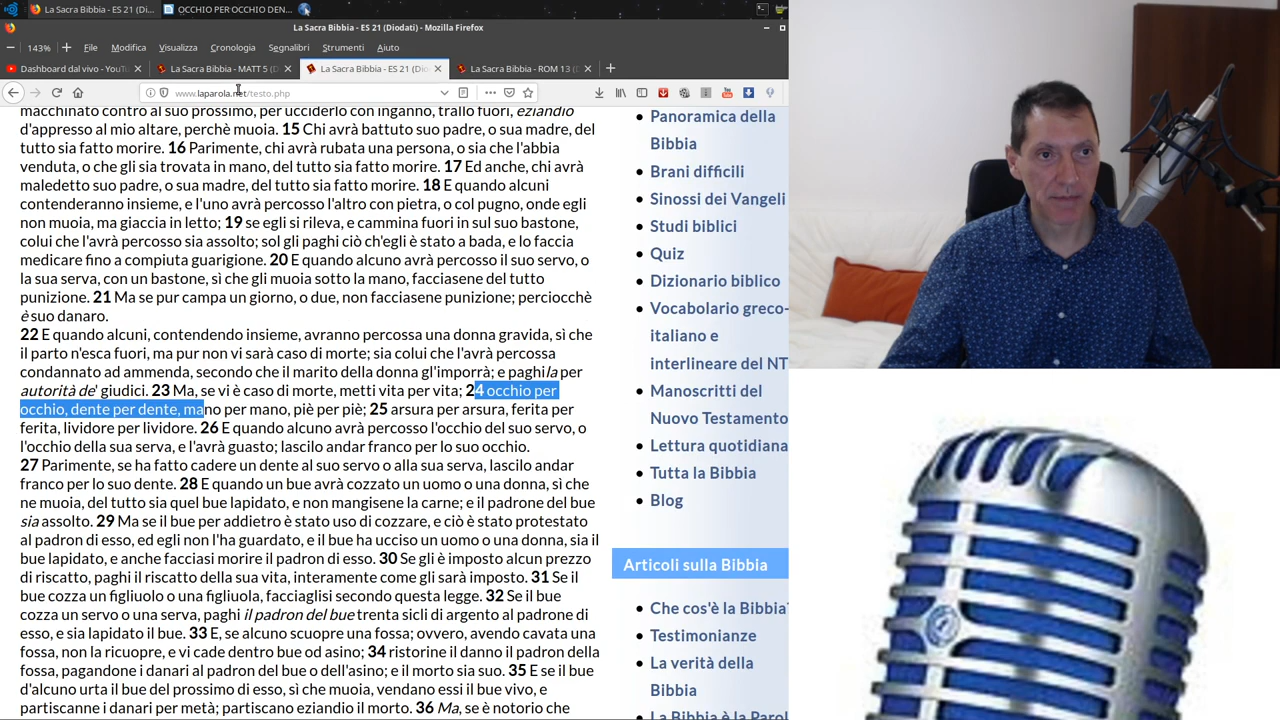 La Sacra Bibbia - ES 21 (Di...
OCCHIO PER OCCHIO DEN...
La Sacra Bibbia - ES 21 (Diodati) - Mozilla Firefox
143%
File Modifica Visualizza Cronologia Segnalibri Strumenti Aiuto
Dashboard dal vivo - YouTu
La Sacra Bibbia - MATT 5 (D
La Sacra Bibbia - ES 21 (Dio
La Sacra Bibbia - ROM 13 (
www.laparola.net/testo.php
macchinato contro al suo prossimo, per ucciderlo con inganno, trallo fuori, eziandio
d'appresso al mio altare, perchè muoia. 15 Chi avrà battuto suo padre, o sua madre, del
tutto sia fatto morire. 16 Parimente, chi avrà rubata una persona, o sia che l'abbia
venduta, o che gli sia trovata in mano, del tutto sia fatto morire. 17 Ed anche, chi avrà
maledetto suo padre, o sua madre, del tutto sia fatto morire. 18 E quando alcuni
contenderanno insieme, e l'uno avrà percosso l'altro con pietra, o col pugno, onde egli
non muoia, ma giaccia in letto; 19 se egli si rileva, e cammina fuori in sul suo bastone,
colui che l'avrà percosso sia assolto; sol gli paghi ciò ch'egli è stato a bada, e lo faccia
medicare fino a compiuta guarigione. 20 E quando alcuno avrà percosso il suo servo, o
la sua serva, con un bastone, sì che gli muoia sotto la mano, facciasene del tutto
punizione. 21 Ma se pur campa un giorno, o due, non facciasene punizione; perciocchè
è suo danaro.
22 E quando alcuni, contendendo insieme, avranno percossa una donna gravida, sì che
il parto n'esca fuori, ma pur non vi sarà caso di morte; sia colui che l'avrà percossa
condannato ad ammenda, secondo che il marito della donna gl'imporrà; e paghila per
autorità de' giudici. 23 Ma, se vi è caso di morte, metti vita per vita; 24 occhio per
occhio, dente per dente, mano per mano, piè per piè; 25 arsura per arsura, ferita per
ferita, lividore per lividore. 26 E quando alcuno avrà percosso l'occhio del suo servo, o
l'occhio della sua serva, e l'avrà guasto; lascilo andar franco per lo suo occhio.
27 Parimente, se ha fatto cadere un dente al suo servo o alla sua serva, lascilo andar
franco per lo suo dente. 28 E quando un bue avrà cozzato un uomo o una donna, sì che
ne muoia, del tutto sia quel bue lapidato, e non mangisene la carne; e il padrone del bue
sia assolto. 29 Ma se il bue per addietro è stato uso di cozzare, e ciò è stato protestato
al padron di esso, ed egli non l'ha guardato, e il bue ha ucciso un uomo o una donna, sia il
bue lapidato, e anche facciasi morire il padron di esso. 30 Se gli è imposto alcun prezzo
di riscatto, paghi il riscatto della sua vita, interamente come gli sarà imposto. 31 Se il
bue cozza un figliuolo o una figliuola, facciaglisi secondo questa legge. 32 Se il bue
cozza un servo o una serva, paghi il padron del bue trenta sicli di argento al padrone di
esso, e sia lapidato il bue. 33 E, se alcuno scuopre una fossa; ovvero, avendo cavata una
fossa, non la ricuopre, e vi cade dentro bue od asino; 34 ristorine il danno il padron della
fossa, pagandone i danari al padron del bue o dell'asino; e il morto sia suo. 35 E se il bue
d'alcuno urta il bue del prossimo di esso, sì che muoia, vendano essi il bue vivo, e
partiscanne i danari per metà; partiscano eziandio il morto. 36 Ma, se è notorio che
Panoramica della
Bibbia
Brani difficili
Sinossi dei Vangeli
Studi biblici
Quiz
Dizionario biblico
Vocabolario greco-
italiano e
interlineare del NT
Manoscritti del
Nuovo Testamento
Lettura quotidiana
Tutta la Bibbia
Blog
Articoli sulla Bibbia
Che cos'è la Bibbia?
Testimonianze
La verità della
Bibbia
La Bibbia è la Parol